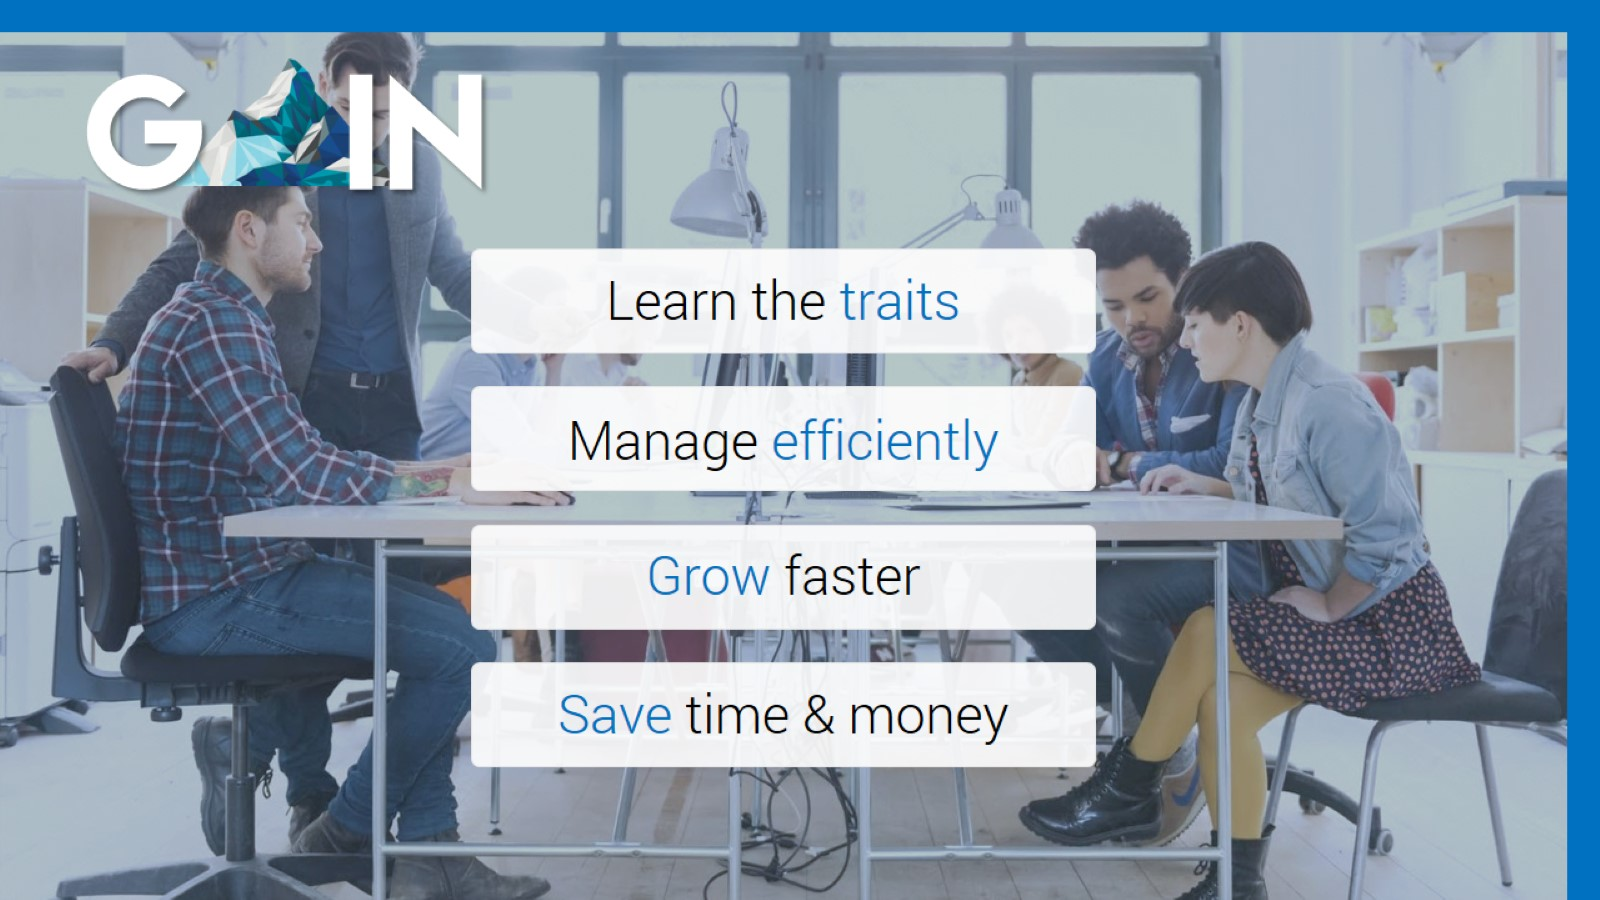 GAIN
Learn the traits
Manage efficiently
Grow faster
Save time & money